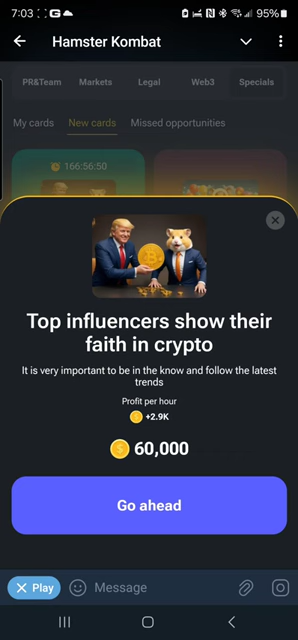 7:03 G 95%
Hamster Kombat
PR&Team Markets Legal Web3 Specials
My cards New cards Missed opportunities
166:56:50
Top influencers show their
faith in crypto
It is very important to be in the know and follow the latest
trends
Profit per hour
+2.9K
60,000
Go ahead
Play Message